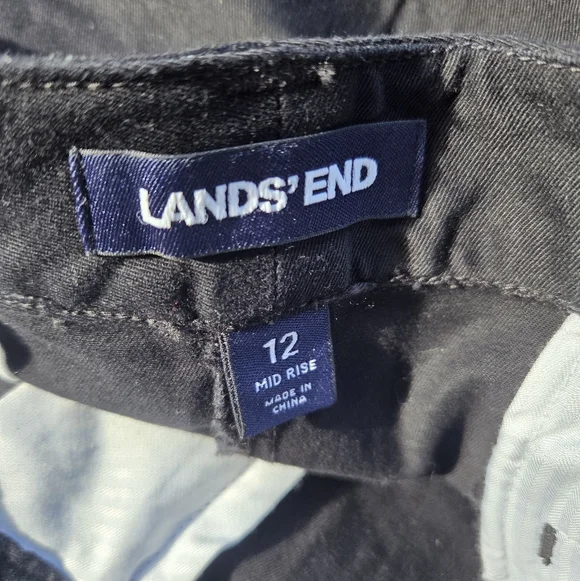 LANDS' END
12
MID RISE
MADE IN
CHINA